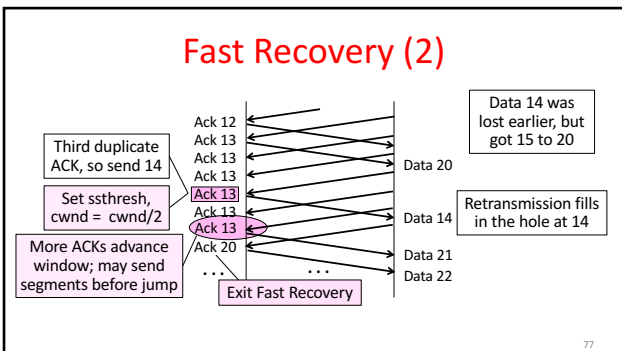 Fast Recovery (2)
Third duplicate
ACK, so send 14
Set ssthresh,
cwnd = cwnd/2
More ACKs advance
window; may send
segments before jump
Ack 12
Ack 13
Ack 13
Ack 13
Ack 13
Ack 13
Ack 13
Ack 20
. . .
Exit Fast Recovery
. . .
Data 20
Data 14
Data 21
Data 22
Data 14 was
lost earlier, but
got 15 to 20
Retransmission fills
in the hole at 14
77